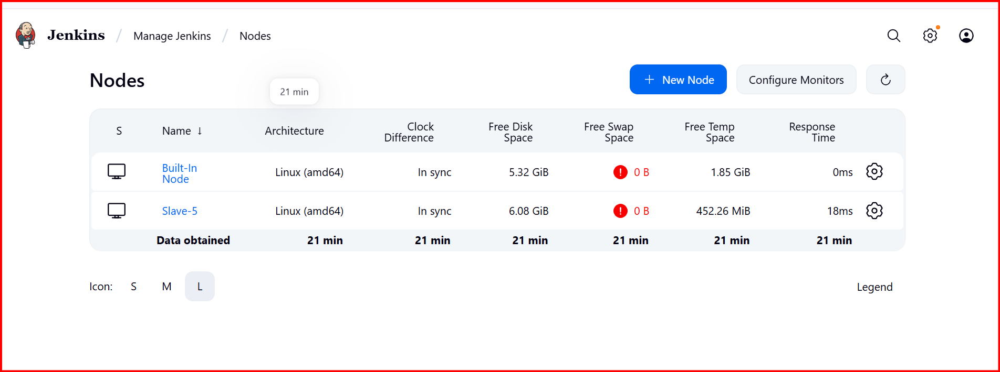 Jenkins / Manage Jenkins / Nodes
Nodes
21 min
+ New Node
Configure Monitors
S Name ↓ Architecture Clock Difference Free Disk Space Free Swap Space Free Temp Space Response Time
Built-In Node Linux (amd64) In sync 5.32 GiB ! 0 B 1.85 GiB 0ms
Slave-5 Linux (amd64) In sync 6.08 GiB ! 0 B 452.26 MiB 18ms
Data obtained 21 min 21 min 21 min 21 min 21 min 21 min
Icon: S M L
Legend